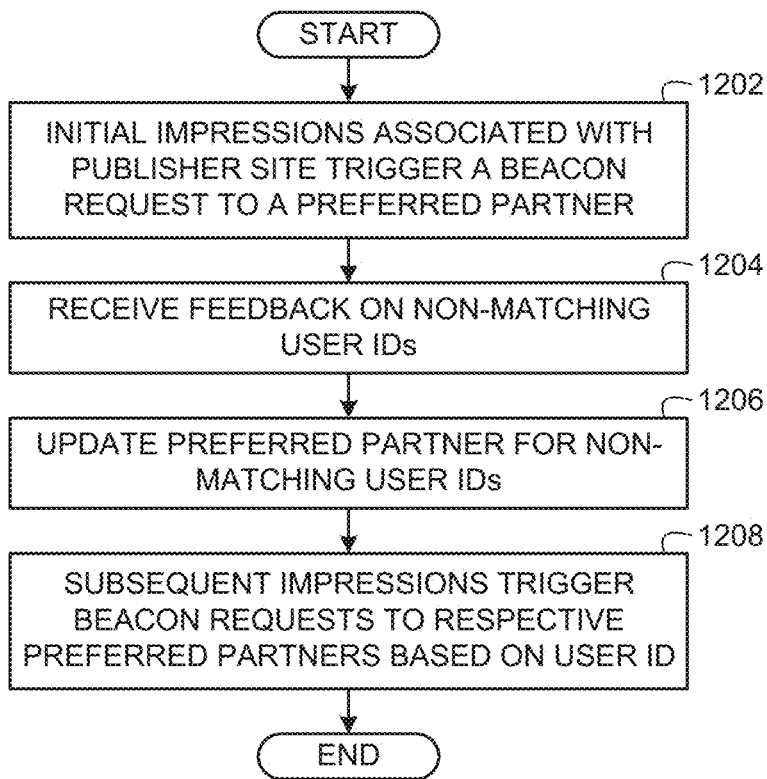 START
1202
INITIAL IMPRESSIONS ASSOCIATED WITH
PUBLISHER SITE TRIGGER A BEACON
REQUEST TO A PREFERRED PARTNER
1204
RECEIVE FEEDBACK ON NON-MATCHING
USER IDs
1206
UPDATE PREFERRED PARTNER FOR NON-
MATCHING USER IDs
1208
SUBSEQUENT IMPRESSIONS TRIGGER
BEACON REQUESTS TO RESPECTIVE
PREFERRED PARTNERS BASED ON USER ID
END